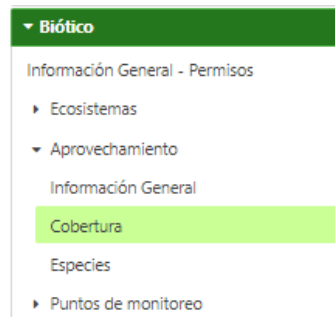 Biótico
Información General - Permisos
Ecosistemas
Aprovechamiento
Información General
Cobertura
Especies
Puntos de monitoreo